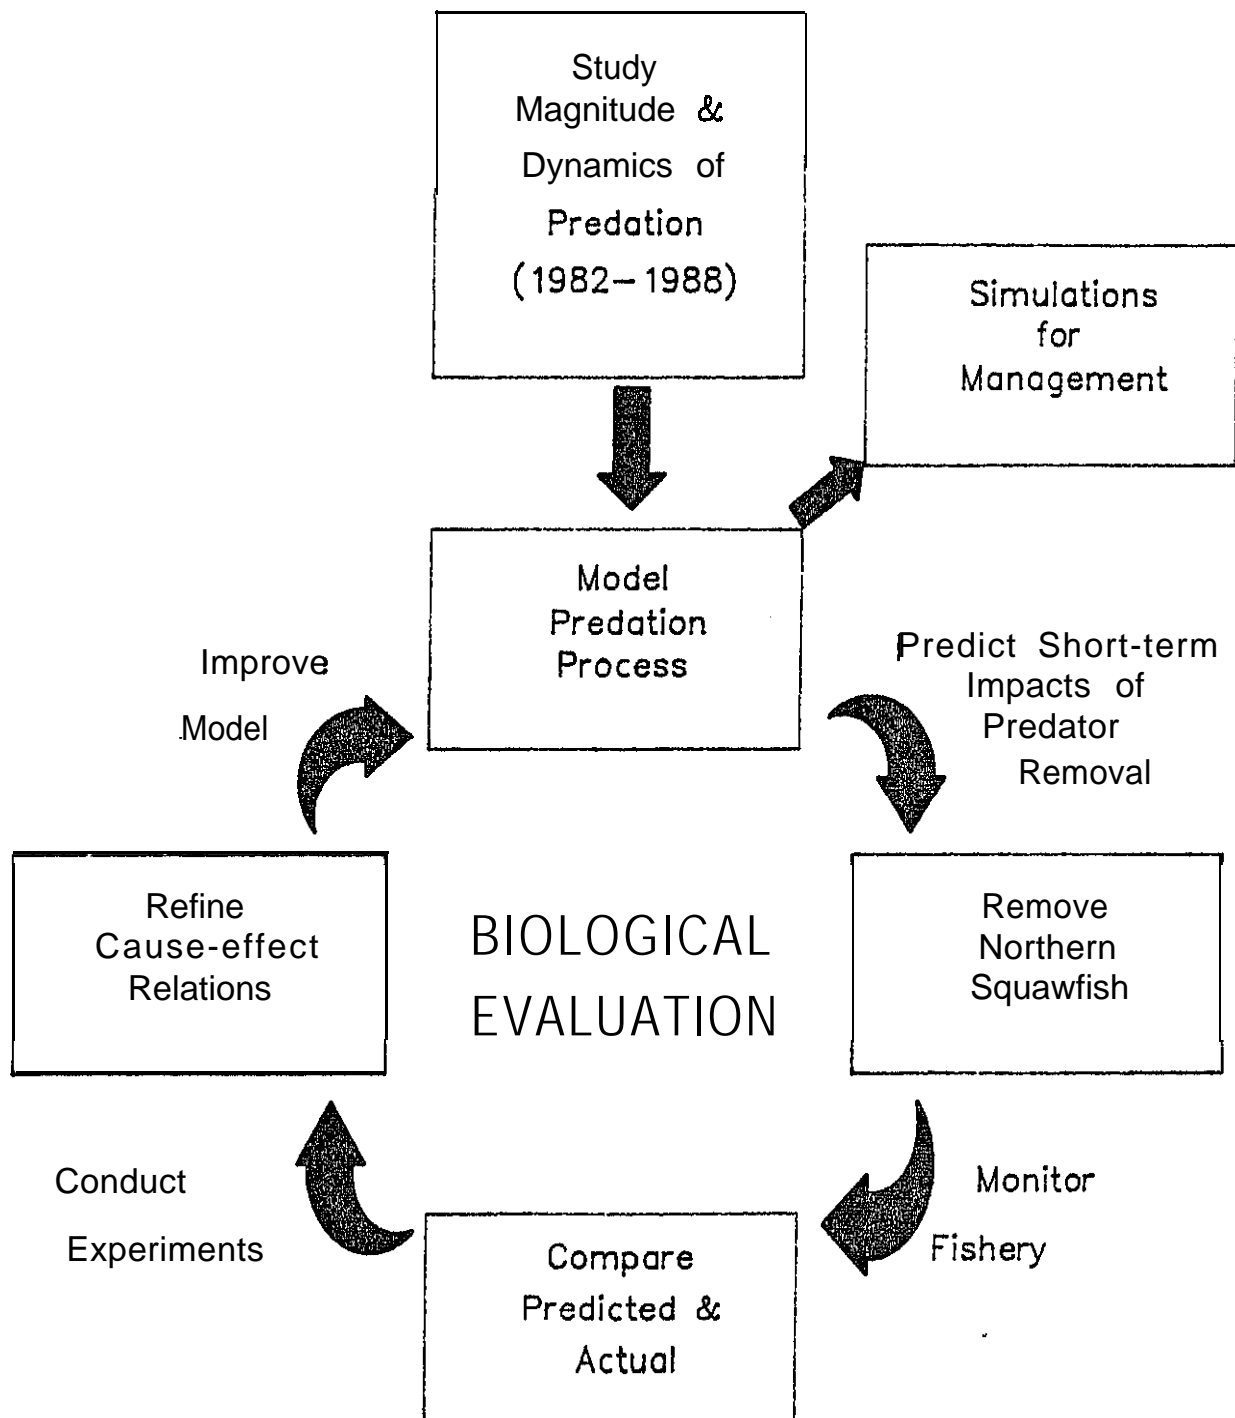 Study
Magnitude &
Dynamics of
Predation
(1982-1988)
Simulations
for
Management
Model
Predation
Process
Improve
Model
Predict Short-term
Impacts of
Predator
Removal
Refine
Cause-effect
Relations
BIOLOGICAL
EVALUATION
Remove
Northern
Squawfish
Conduct
Experiments
Monitor
Fishery
Compare
Predicted &
Actual